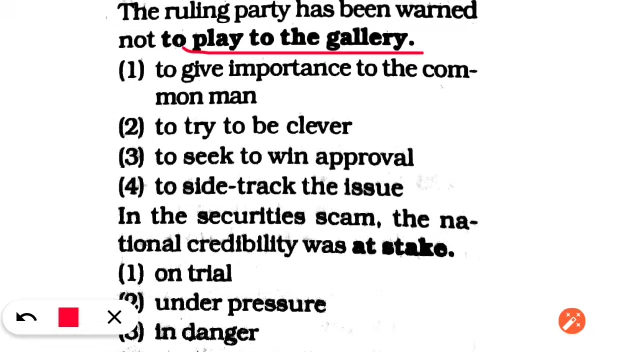 The ruling party has been warned
not to play to the gallery.
(1) to give importance to the com-
mon man
(2) to try to be clever
(3) to seek to win approval
(4) to side-track the issue
In the securities scam, the na-
tional credibility was at stake.
(1) on trial
(2) under pressure
(3) in danger